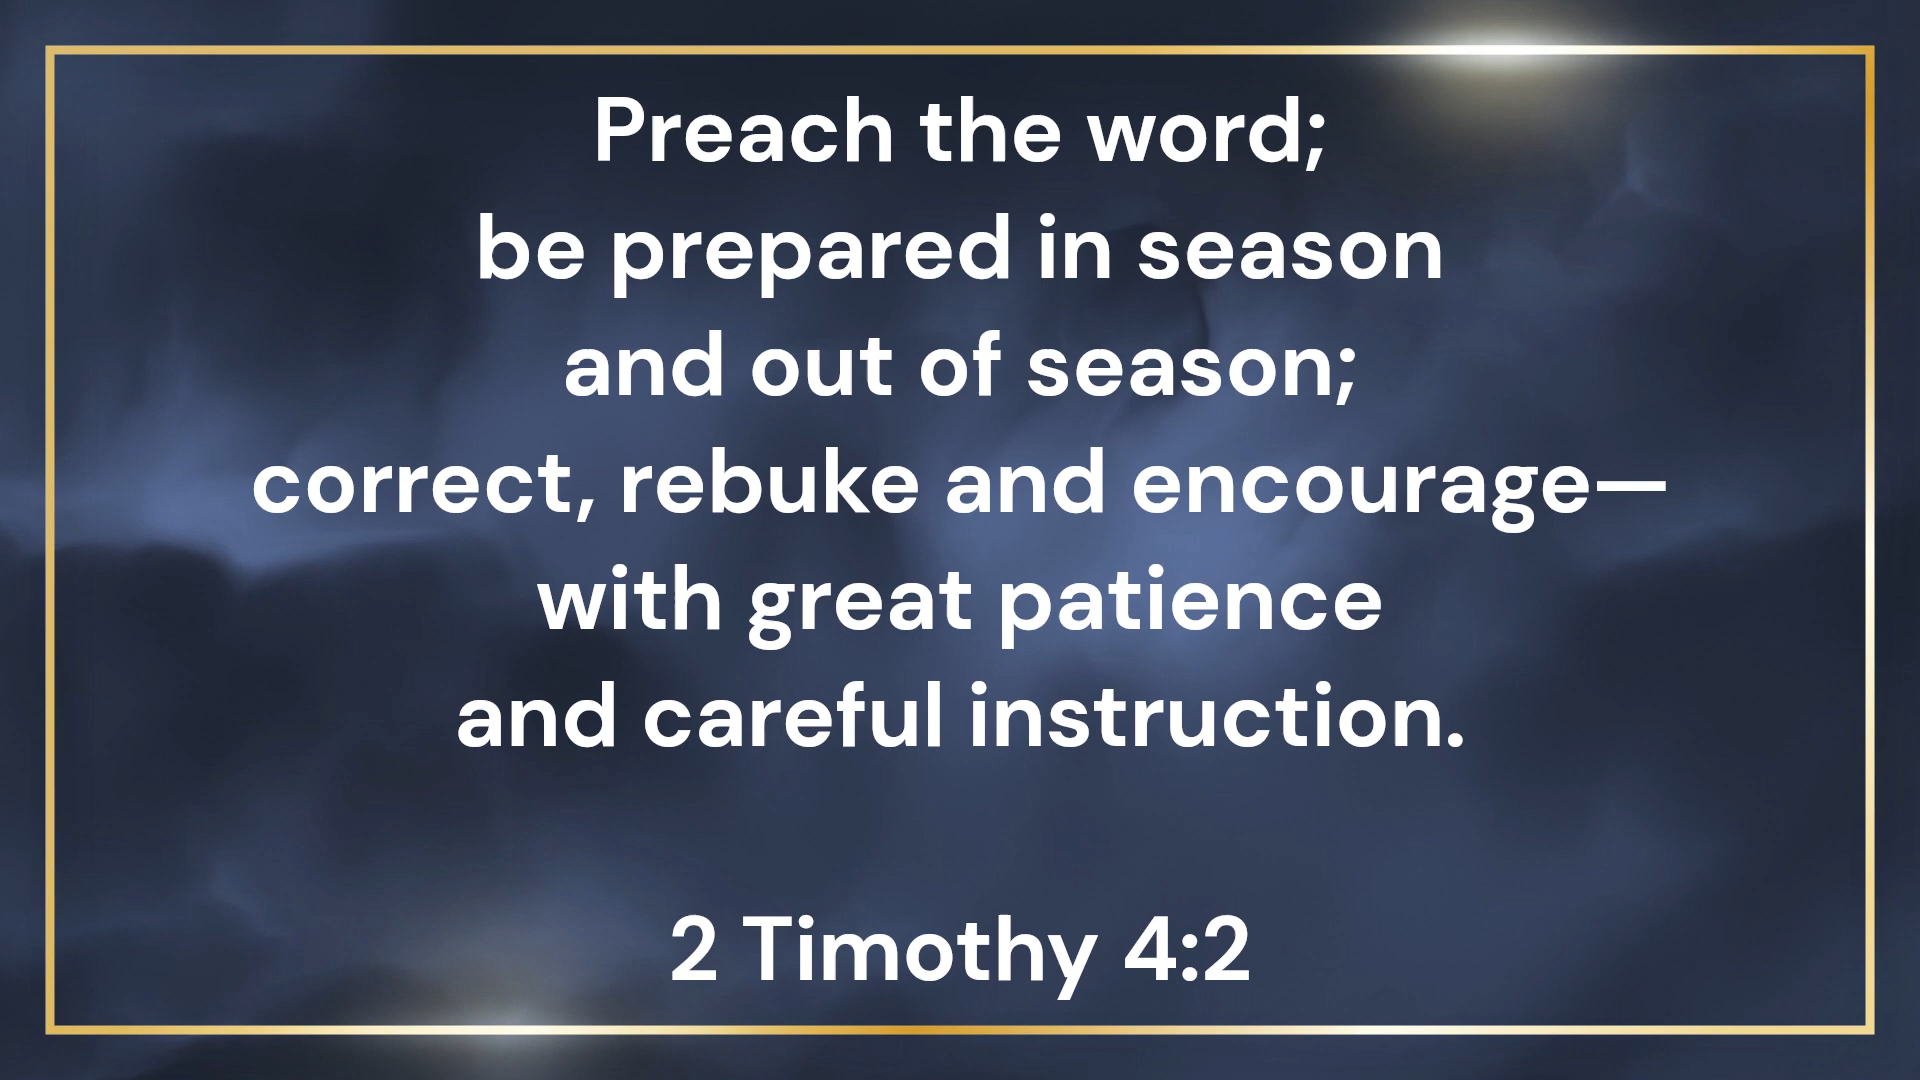 Preach the word;
be prepared in season
and out of season;
correct, rebuke and encourage—
with great patience
and careful instruction.
2 Timothy 4:2